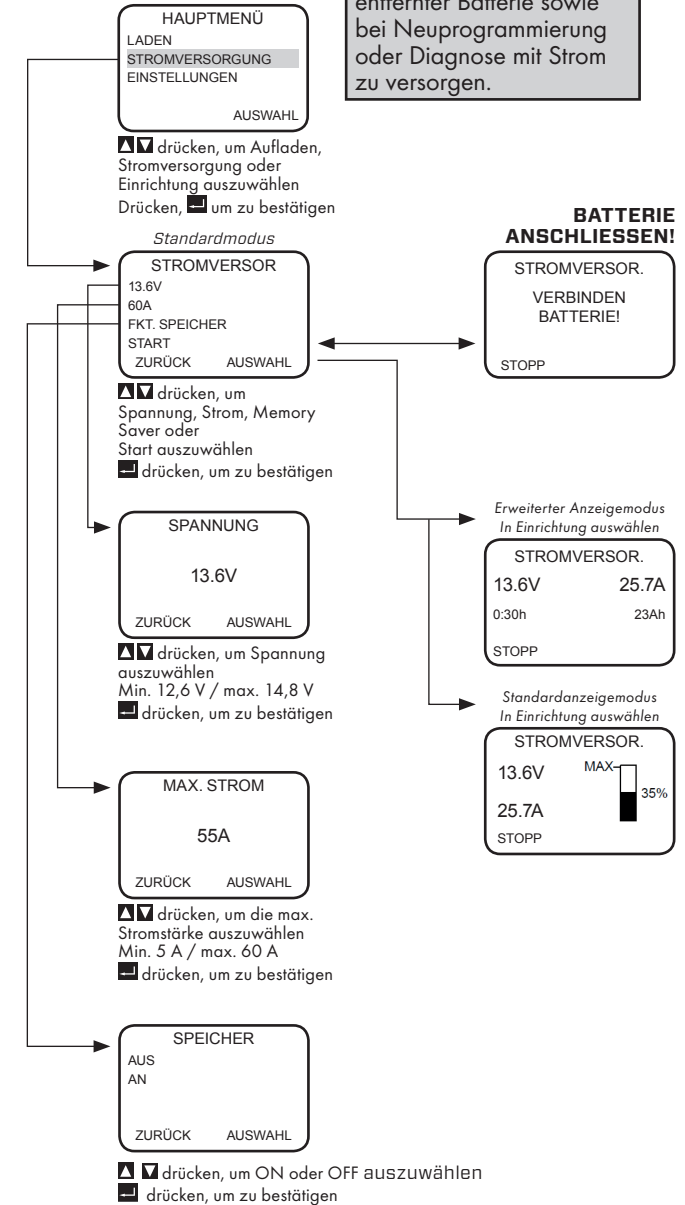 entfernter Batterie sowie
bei Neuprogrammierung
oder Diagnose mit Strom
zu versorgen.
HAUPTMENÜ
LADEN
STROMVERSORGUNG
EINSTELLUNGEN
AUSWAHL
drücken, um Aufladen,
Stromversorgung oder
Einrichtung auszuwählen
Drücken, um zu bestätigen
Standardmodus
STROMVERSOR
13.6V
60A
FKT. SPEICHER
START
ZURÜCK AUSWAHL
drücken, um
Spannung, Strom, Memory
Saver oder
Start auszuwählen
drücken, um zu bestätigen
BATTERIE
ANSCHLIESSEN!
STROMVERSOR.
VERBINDEN
BATTERIE!
STOPP
SPANNUNG
13.6V
ZURÜCK AUSWAHL
drücken, um Spannung
auszuwählen
Min. 12,6 V / max. 14,8 V
drücken, um zu bestätigen
Erweiterter Anzeigemodus
In Einrichtung auswählen
STROMVERSOR.
13.6V 25.7A
0:30h 23Ah
STOPP
Standardanzeigemodus
In Einrichtung auswählen
STROMVERSOR.
13.6V MAX
35%
25.7A
STOPP
MAX. STROM
55A
ZURÜCK AUSWAHL
drücken, um die max.
Stromstärke auszuwählen
Min. 5 A / max. 60 A
drücken, um zu bestätigen
SPEICHER
AUS
AN
ZURÜCK AUSWAHL
drücken, um ON oder OFF auszuwählen
drücken, um zu bestätigen